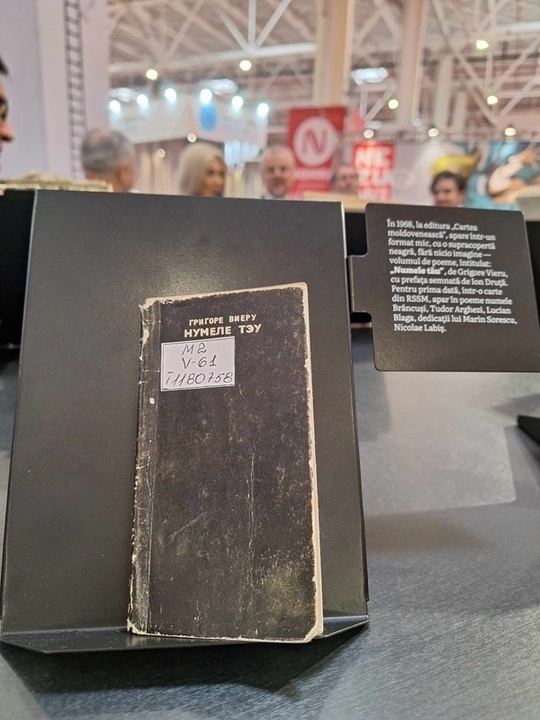 ГРИГОРЕ ВИЕРУ
НУМЕЛЕ ТЭУ
M2
V-61
T1180758
În 1968, la editura „Cartea
moldovenească”, apare într-un
format mic, cu o supracopertă
neagră, fără nicio imagine —
volumul de poeme, intitulat:
„Numele tău”, de Grigore Vieru,
cu prefața semnată de Ion Druță.
Pentru prima dată, într-o carte
din RSSM, apar în poeme numele
Brâncuși, Tudor Arghezi, Lucian
Blaga, dedicații lui Marin Sorescu,
Nicolae Labiș.
N